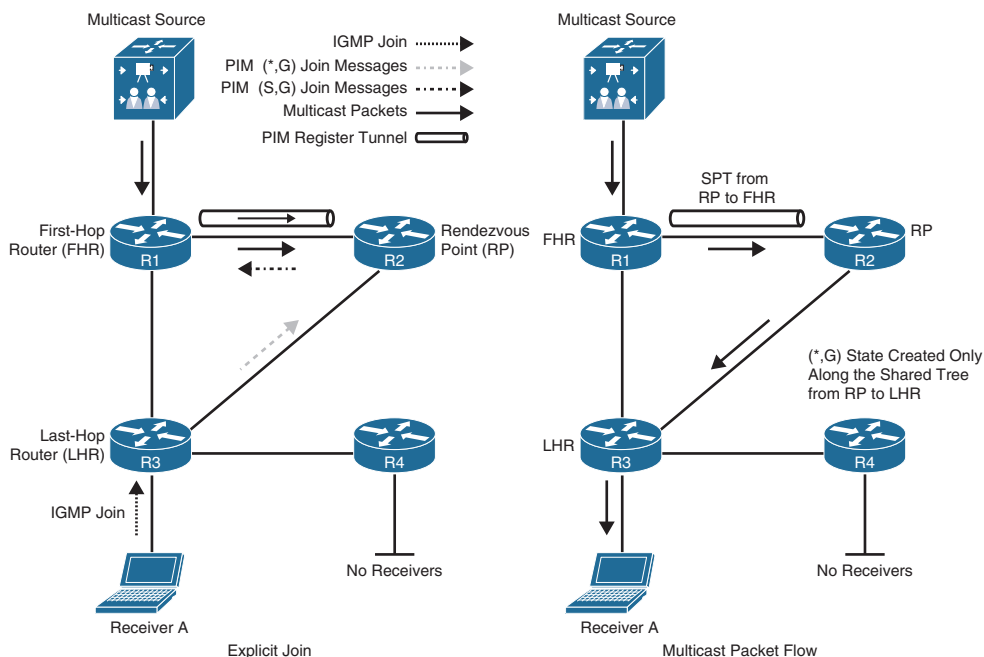 Multicast Source
IGMP Join
PIM (*,G) Join Messages
PIM (S,G) Join Messages
Multicast Packets
PIM Register Tunnel
First-Hop
Router (FHR)
R1
R2
Rendezvous
Point (RP)
Last-Hop
Router (LHR)
R3
R4
IGMP Join
No Receivers
Receiver A
Explicit Join
Multicast Source
SPT from
RP to FHR
FHR
R1
RP
R2
(*,G) State Created Only
Along the Shared Tree
from RP to LHR
LHR
R3
R4
No Receivers
Receiver A
Multicast Packet Flow